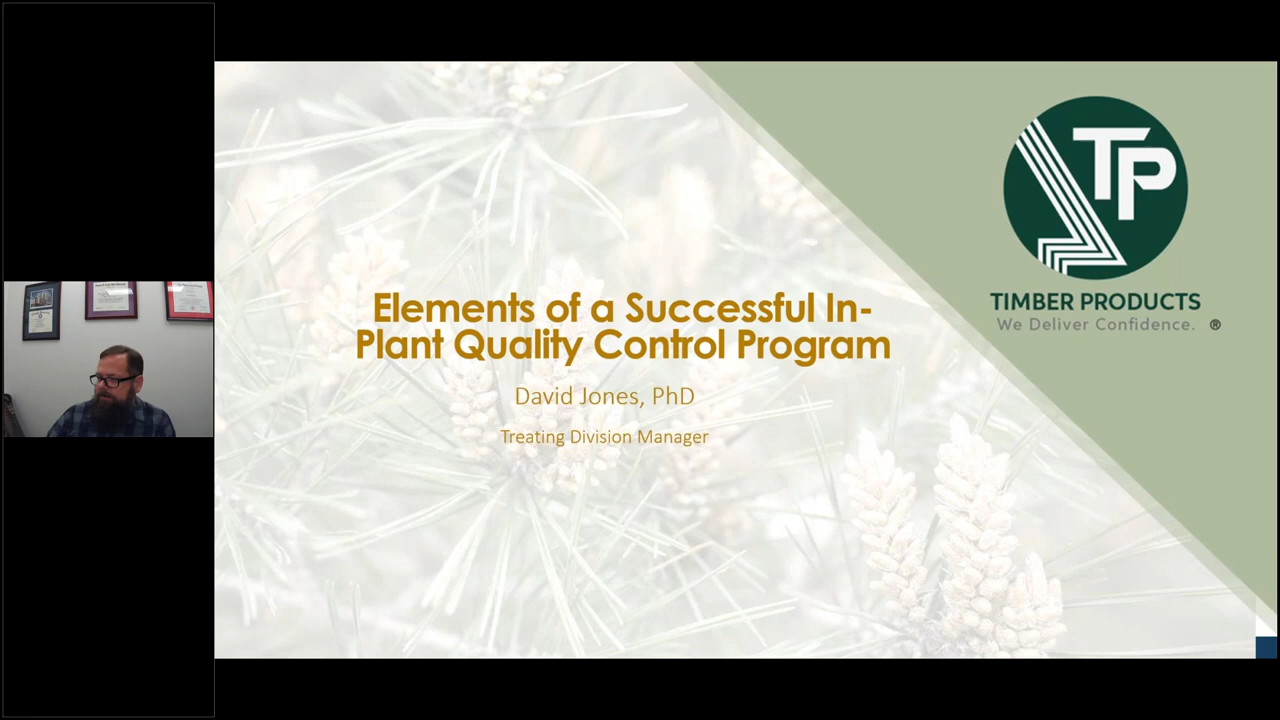 Elements of a Successful In-
Plant Quality Control Program
David Jones, PhD
Treating Division Manager
TP
TIMBER PRODUCTS
We Deliver Confidence. ®